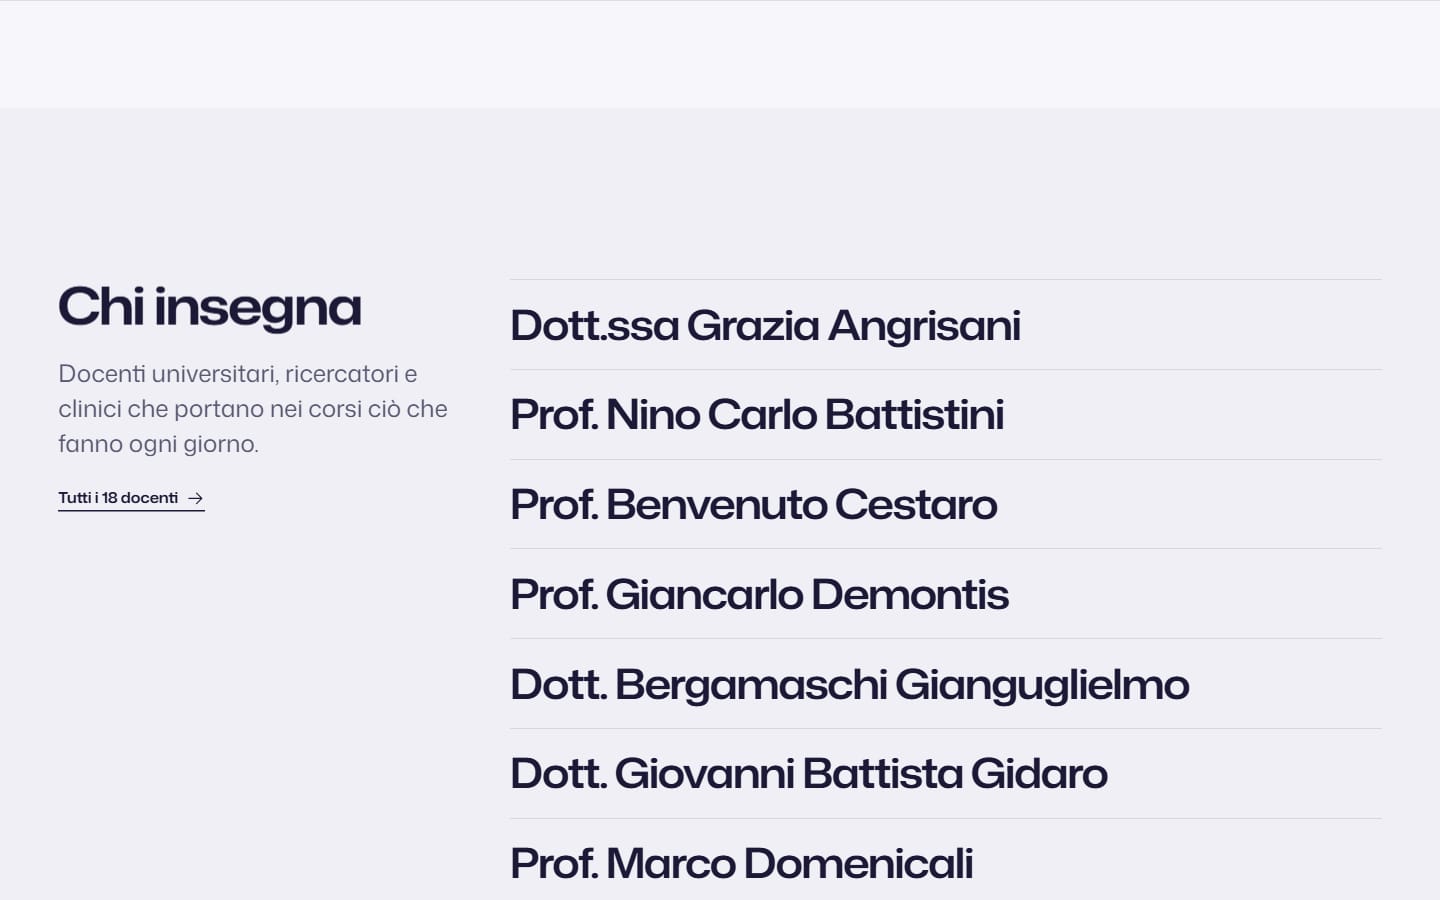 Chi insegna
Docenti universitari, ricercatori e
clinici che portano nei corsi ciò che
fanno ogni giorno.
Tutti i 18 docenti →
Dott.ssa Grazia Angrisani
Prof. Nino Carlo Battistini
Prof. Benvenuto Cestaro
Prof. Giancarlo Demontis
Dott. Bergamaschi Gianguglielmo
Dott. Giovanni Battista Gidaro
Prof. Marco Domenicali